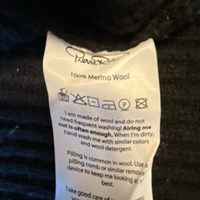 100% Merino Wool
I am made of wool and do not
need frequent washing! Airing me
out is often enough. When I'm dirty,
hand wash me with similar colors
and wool detergent.
Pilling is common in wool. Use a
pilling comb or similar remov
device to keep me looking at m
best.
Take good care of